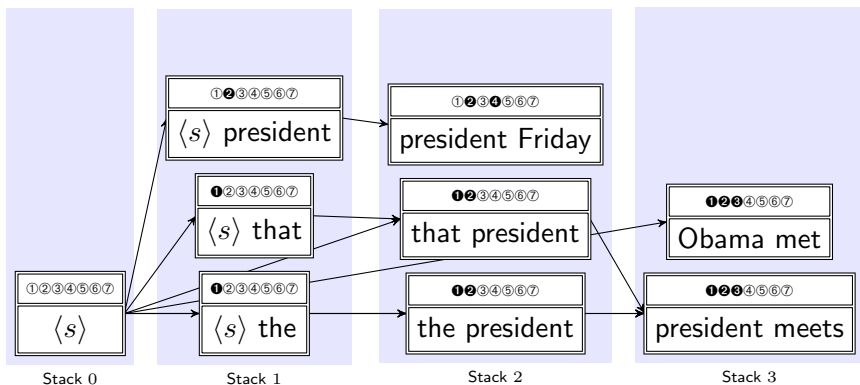 ①❷③④⑤⑥⑦
⟨s⟩ president
①❷③❹⑤⑥⑦
president Friday
❶②③④⑤⑥⑦
⟨s⟩ that
❶❷③④⑤⑥⑦
that president
❶❷❸④⑤⑥⑦
Obama met
①②③④⑤⑥⑦
⟨s⟩
❶②③④⑤⑥⑦
⟨s⟩ the
❶❷③④⑤⑥⑦
the president
❶❷❸④⑤⑥⑦
president meets
Stack 0
Stack 1
Stack 2
Stack 3